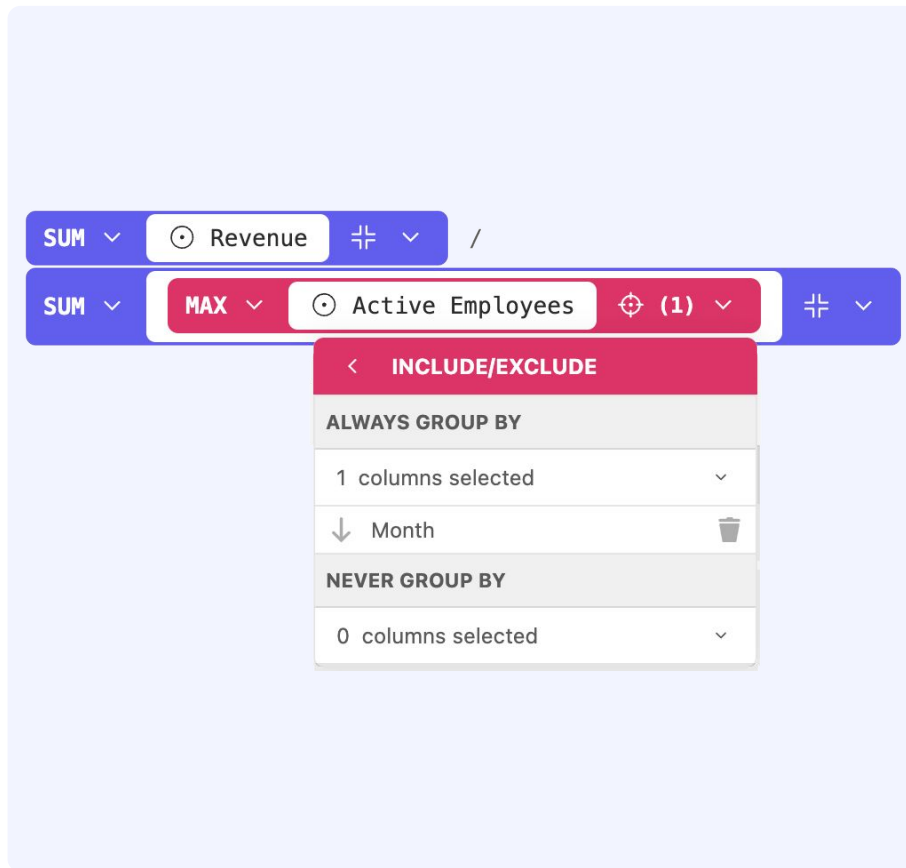 SUM Revenue /
SUM MAX Active Employees (1)
INCLUDE/EXCLUDE
ALWAYS GROUP BY
1 columns selected
Month
NEVER GROUP BY
0 columns selected